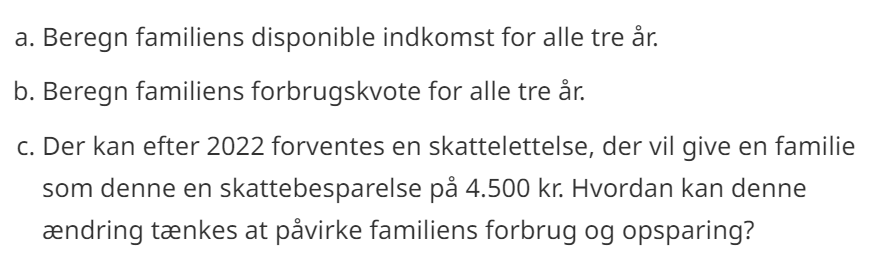 a. Beregn familiens disponible indkomst for alle tre år.
b. Beregn familiens forbrugskvote for alle tre år.
c. Der kan efter 2022 forventes en skattelettelse, der vil give en familie
som denne en skattebesparelse på 4.500 kr. Hvordan kan denne
ændring tænkes at påvirke familiens forbrug og opsparing?